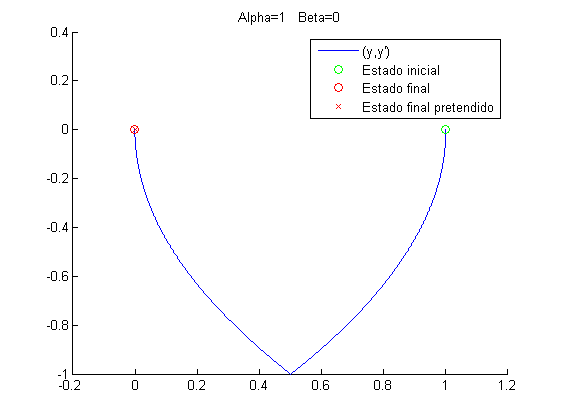 Alpha=1 Beta=0
(y,y')
Estado inicial
Estado final
Estado final pretendido
0.4
0.2
0
-0.2
-0.4
-0.6
-0.8
-1
-0.2 0 0.2 0.4 0.6 0.8 1 1.2